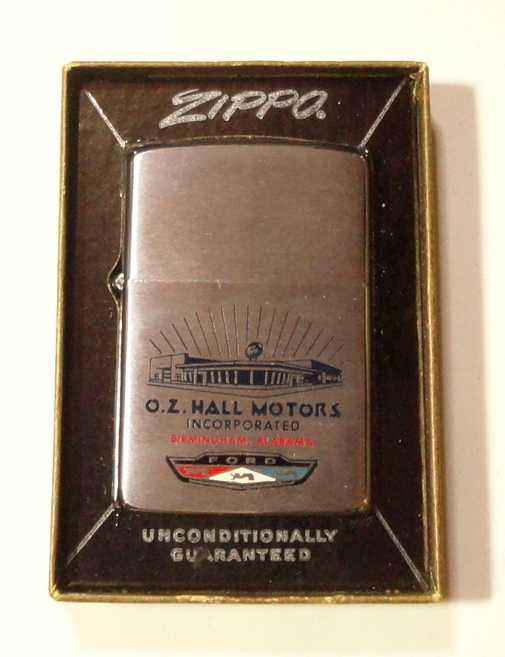 ZIPPO.
O.Z. HALL MOTORS
INCORPORATED
BIRMINGHAM, ALABAMA
FORD
UNCONDITIONALLY
GUARANTEED